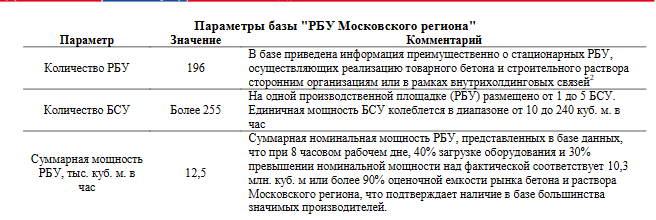 Параметры базы "РБУ Московского региона"
Параметр Значение Комментарий
Количество РБУ 196 В базе приведена информация преимущественно о стационарных РБУ,
осуществляющих реализацию товарного бетона и строительного раствора
сторонним организациям или в рамках внутрихолдинговых связей2
Количество БСУ Более 255 На одной производственной площадке (РБУ) размещено от 1 до 5 БСУ.
Единичная мощность БСУ колеблется в диапазоне от 10 до 240 куб. м. в
час
Суммарная мощность
РБУ, тыс. куб. м. в
час
12,5
Суммарная номинальная мощность РБУ, представленных в базе данных,
что при 8 часовом рабочем дне, 40% загрузке оборудования и 30%
превышении номинальной мощности над фактической соответствует 10,3
млн. куб. м или более 90% оценочной емкости рынка бетона и раствора
Московского региона, что подтверждает наличие в базе большинства
значимых производителей.